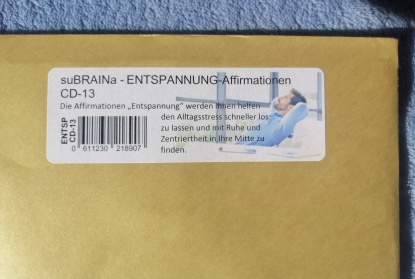 suBRAINa - ENTSPANNUNG-Affirmationen
CD-13
Die Affirmationen „Entspannung" werden Ihnen helfen
den Alltagsstress schneller los
zu lassen und mit Ruhe und
Zentriertheit in Ihre Mitte zu
finden.
ENTSP
CD-13
0 611230 218907